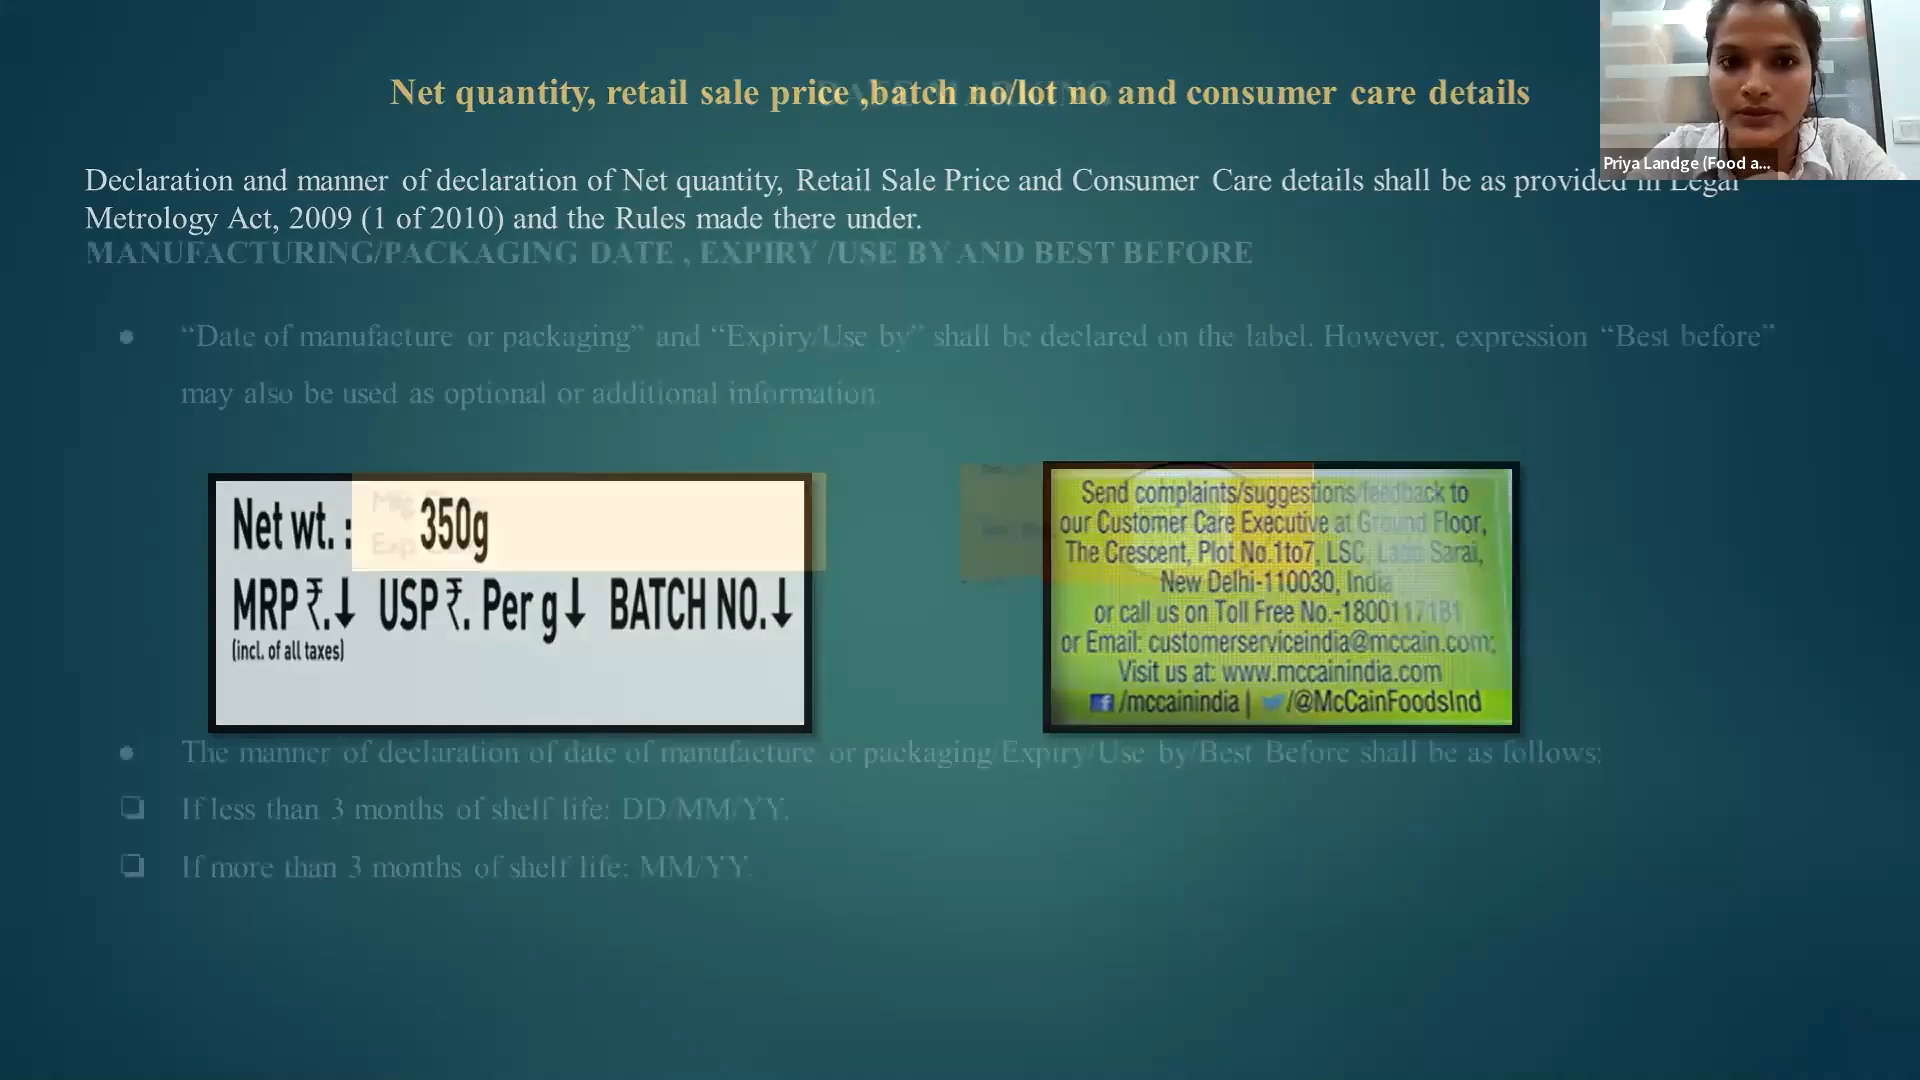 Net quantity, retail sale price ,batch no/lot no and consumer care details
Priya Landge (Food a...
Declaration and manner of declaration of Net quantity, Retail Sale Price and Consumer Care details shall be as provided in Legal
Metrology Act, 2009 (1 of 2010) and the Rules made there under.
MANUFACTURING/PACKAGING DATE , EXPIRY /USE BY AND BEST BEFORE
● “Date of manufacture or packaging” and “Expiry/Use by” shall be declared on the label. However, expression “Best before”
may also be used as optional or additional information.
Net wt. : 350g
MRP ₹.↓ USP ₹. Per g↓ BATCH NO.↓
(incl. of all taxes)
Send complaints/suggestions/feedback to
our Customer Care Executive at Ground Floor,
The Crescent, Plot No.1to7, LSC, Lado Sarai,
New Delhi-110030, India
or call us on Toll Free No.-1800117181
or Email: customerserviceindia@mccain.com;
Visit us at: www.mccainindia.com
/mccainindia | /@McCainFoodsInd
● The manner of declaration of date of manufacture or packaging/Expiry/Use by/Best Before shall be as follows:
❑ If less than 3 months of shelf life: DD/MM/YY.
❑ If more than 3 months of shelf life: MM/YY.